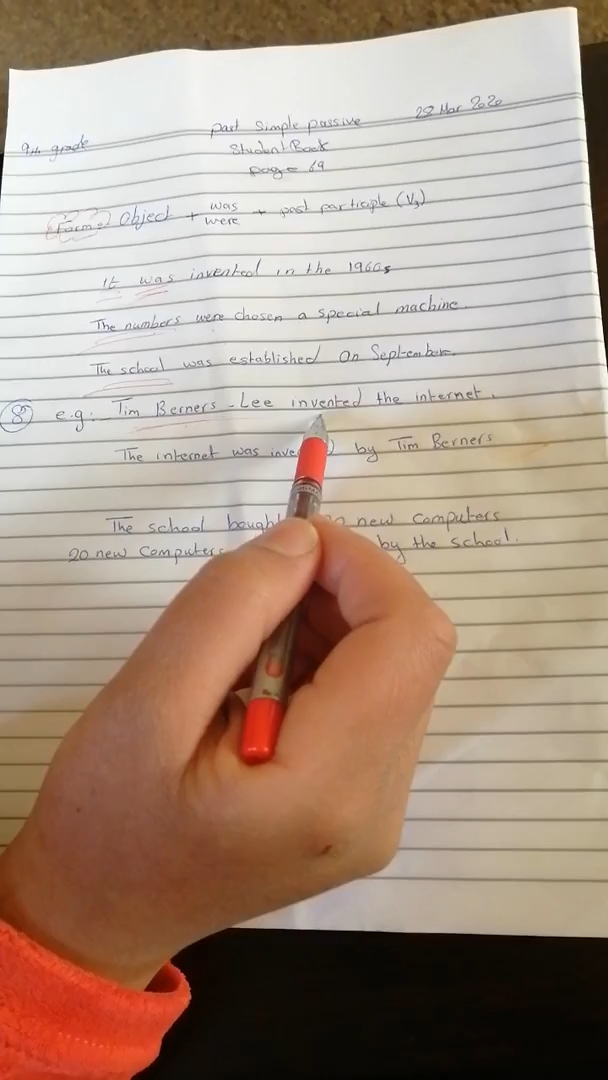 9th grade past simple passive 29 Mar 2020
Student Book
page 69
Form: Object + was/were + past participle (V3)
It was invented in the 1960s
The numbers were chosen a special machine.
The school was established on September.
8 e.g. Tim Berners-Lee invented the internet.
The internet was by Tim Berners
The school new computers
20 new computers by the school.